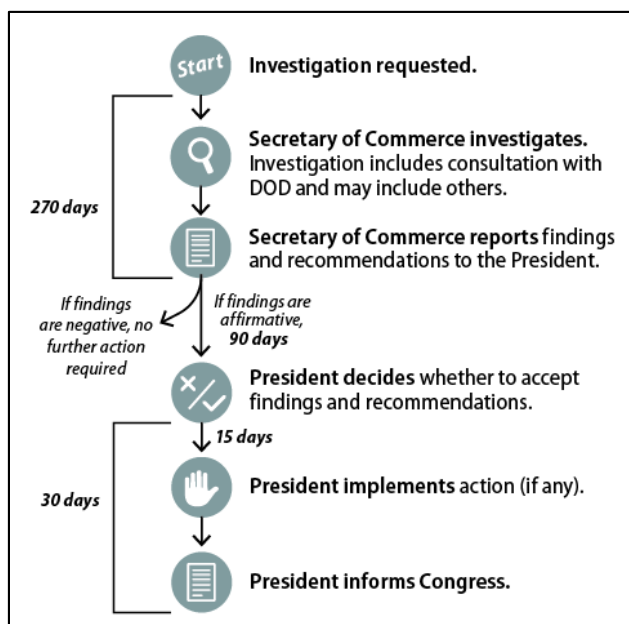 Start
Investigation requested.
Secretary of Commerce investigates.
Investigation includes consultation with
DOD and may include others.
270 days
Secretary of Commerce reports findings
and recommendations to the President.
If findings
are negative, no
further action
required
If findings are
affirmative,
90 days
President decides whether to accept
findings and recommendations.
15 days
30 days
President implements action (if any).
President informs Congress.